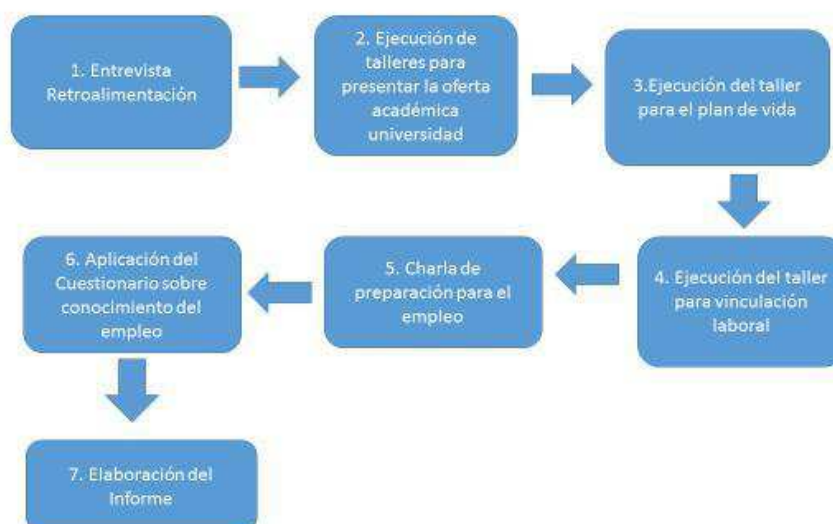 1. Entrevista
Retroalimentación
2. Ejecución de
talleres para
presentar la oferta
académica
universidad
3.Ejecución del taller
para el plan de vida
4. Ejecución del taller
para vinculación
laboral
5. Charla de
preparación para el
empleo
6. Aplicación del
Cuestionario sobre
conocimiento del
empleo
7. Elaboración del
Informe